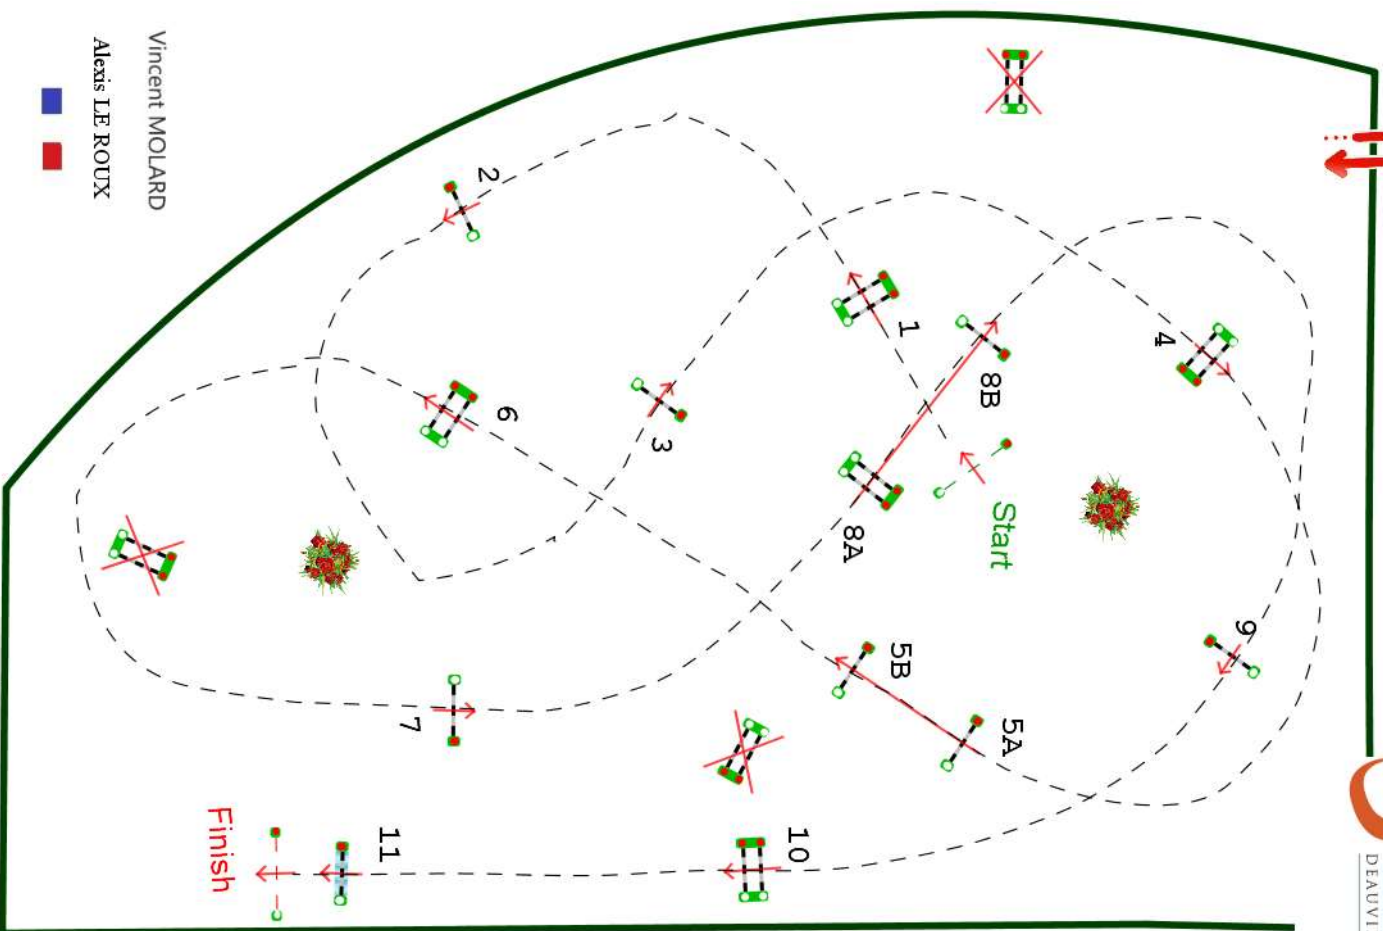 Vincent MOLARD
Alexis LE ROUX
2
1
3
4
8B
8A
Start
6
9
5B
5A
7
10
11
Finish
DEAUVI